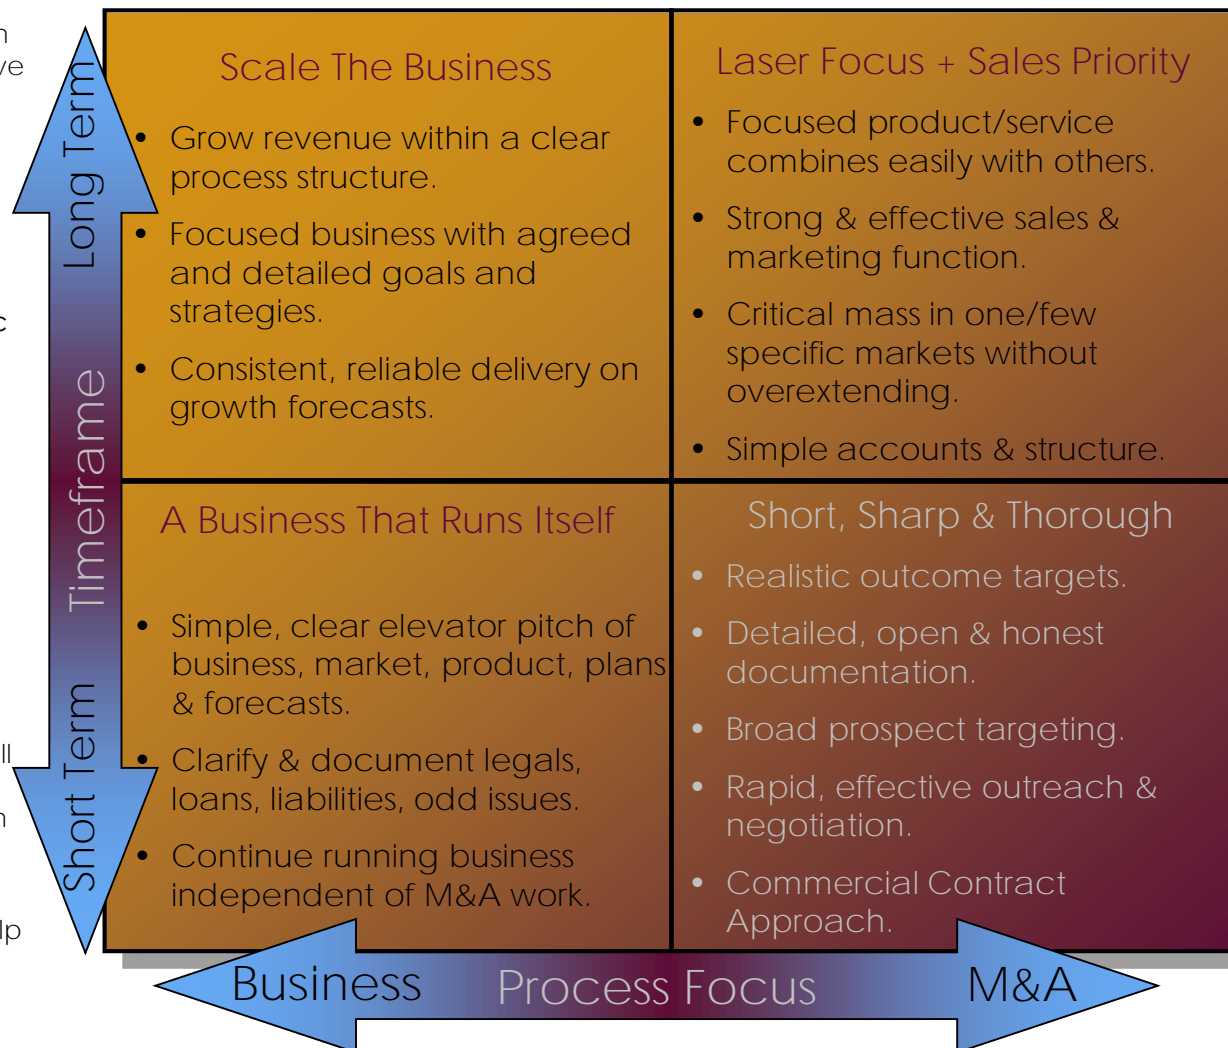 Long Term
Timeframe
Short Term
Scale The Business
• Grow revenue within a clear
process structure.
• Focused business with agreed
and detailed goals and
strategies.
• Consistent, reliable delivery on
growth forecasts.
Laser Focus + Sales Priority
• Focused product/service
combines easily with others.
• Strong & effective sales &
marketing function.
• Critical mass in one/few
specific markets without
overextending.
• Simple accounts & structure.
A Business That Runs Itself
• Simple, clear elevator pitch of
business, market, product, plans
& forecasts.
• Clarify & document legals,
loans, liabilities, odd issues.
• Continue running business
independent of M&A work.
Short, Sharp & Thorough
• Realistic outcome targets.
• Detailed, open & honest
documentation.
• Broad prospect targeting.
• Rapid, effective outreach &
negotiation.
• Commercial Contract
Approach.
Business
Process Focus
M&A